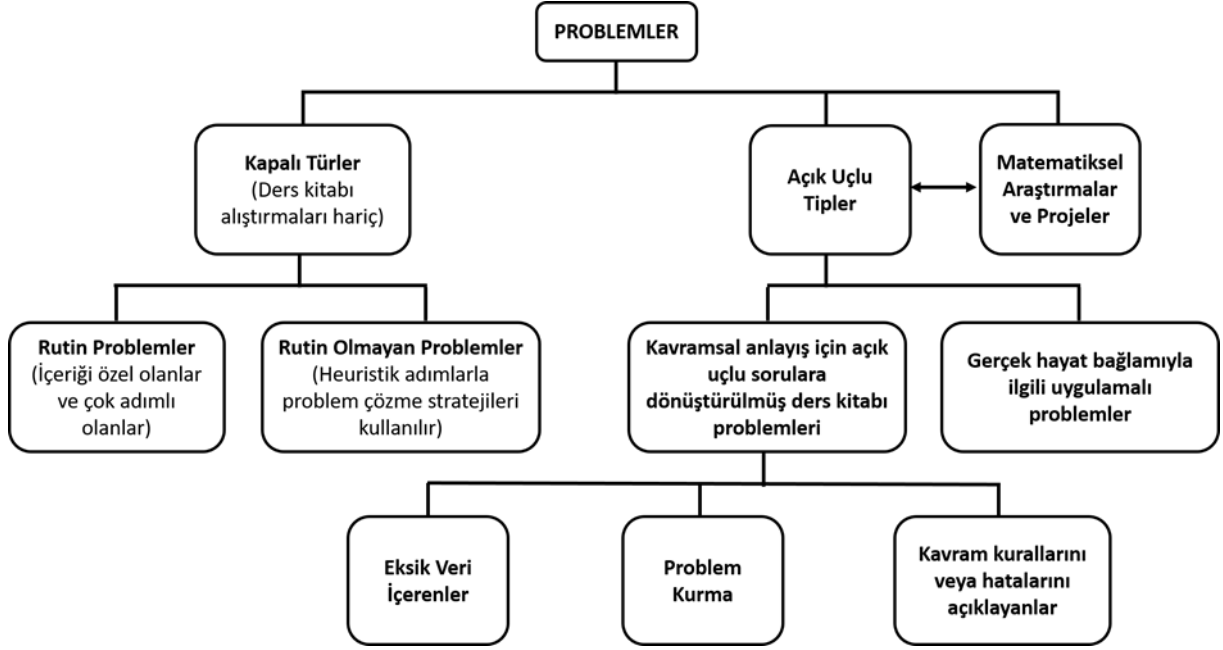 PROBLEMLER
Kapalı Türler
(Ders kitabı
alıştırmaları hariç)
Açık Uçlu
Tipler
Matematiksel
Araştırmalar
ve Projeler
Rutin Problemler
(İçeriği özel olanlar
ve çok adımlı
olanlar)
Rutin Olmayan Problemler
(Heuristik adımlarla
problem çözme stratejileri
kullanılır)
Kavramsal anlayış için açık
uçlu sorulara
dönüştürülmüş ders kitabı
problemleri
Gerçek hayat bağlamıyla
ilgili uygulamalı
problemler
Eksik Veri
İçerenler
Problem
Kurma
Kavram kurallarını
veya hatalarını
açıklayanlar